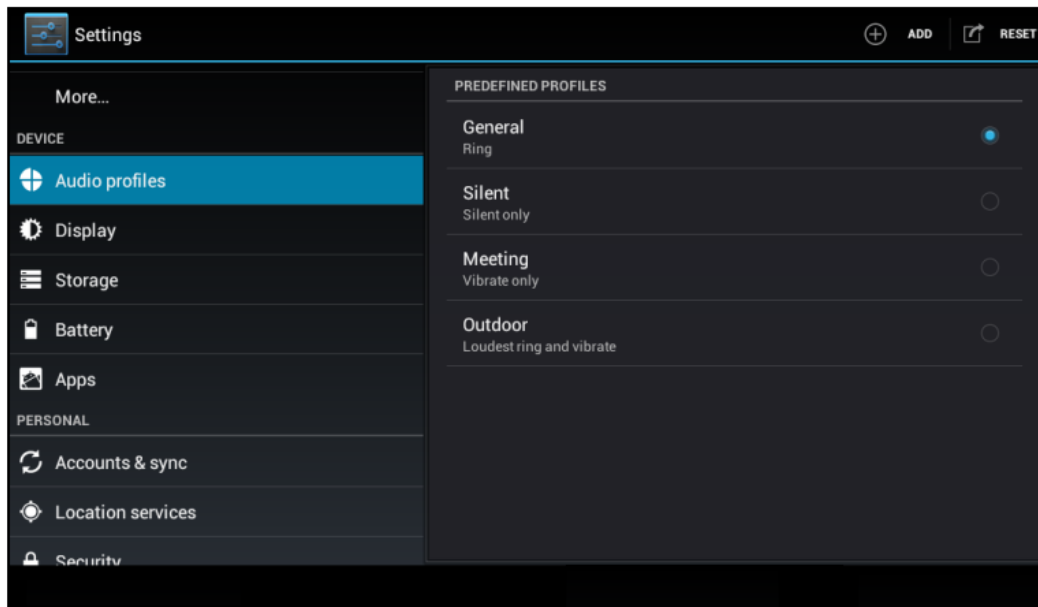 Settings
ADD
RESET
More...
DEVICE
Audio profiles
Display
Storage
Battery
Apps
PERSONAL
Accounts & sync
Location services
Security
PREDEFINED PROFILES
General
Ring
Silent
Silent only
Meeting
Vibrate only
Outdoor
Loudest ring and vibrate